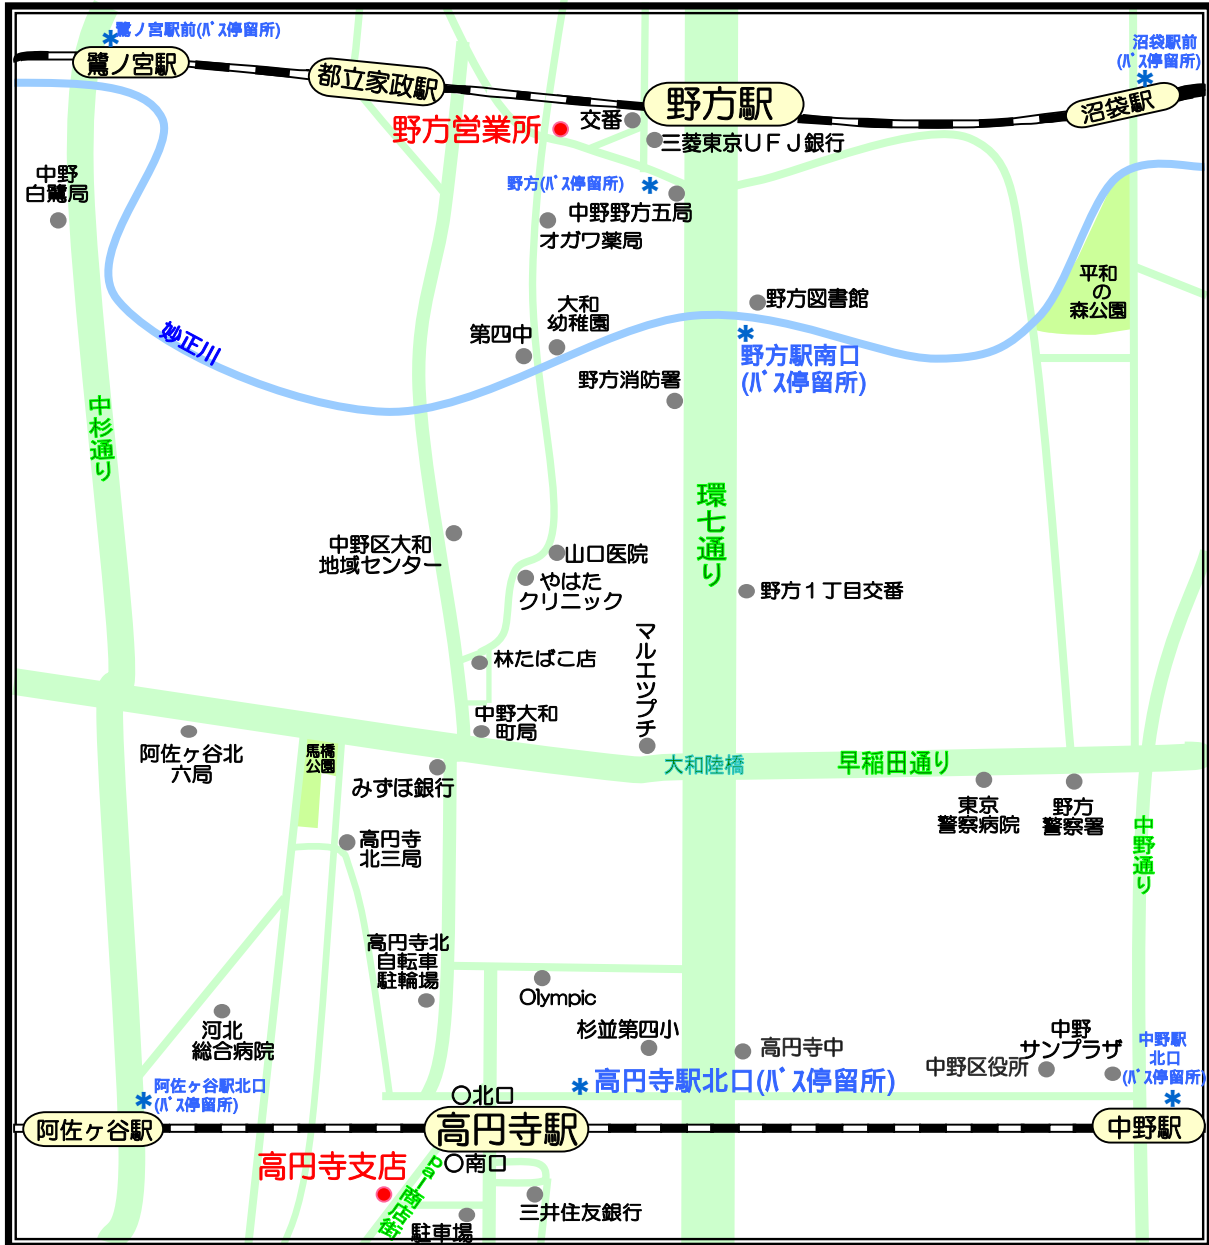 鷺ノ宮駅前(バス停留所)
鷺ノ宮駅
都立家政駅
野方駅
沼袋駅前
(バス停留所)
沼袋駅
野方営業所
交番
三菱東京UFJ銀行
中野
白鷺局
野方(バス停留所)
中野野方五局
オガワ薬局
平和
の
森公園
野方図書館
大和
幼稚園
第四中
妙正川
野方駅南口
(バス停留所)
野方消防署
中杉通り
環七通り
中野区大和
地域センター
山口医院
やはた
クリニック
野方1丁目交番
マルエツプチ
林たばこ店
中野大和
町局
阿佐ヶ谷北
六局
馬橋
公園
みずほ銀行
大和陸橋
早稲田通り
東京
警察病院
野方
警察署
中野通り
高円寺
北三局
高円寺北
自転車
駐輪場
Olympic
河北
総合病院
杉並第四小
高円寺中
中野
サンプラザ
中野区役所
中野駅
北口
(バス停留所)
阿佐ヶ谷駅北口
(バス停留所)
高円寺駅北口(バス停留所)
北口
阿佐ヶ谷駅
高円寺駅
中野駅
高円寺支店
南口
pal商店街
三井住友銀行
駐車場